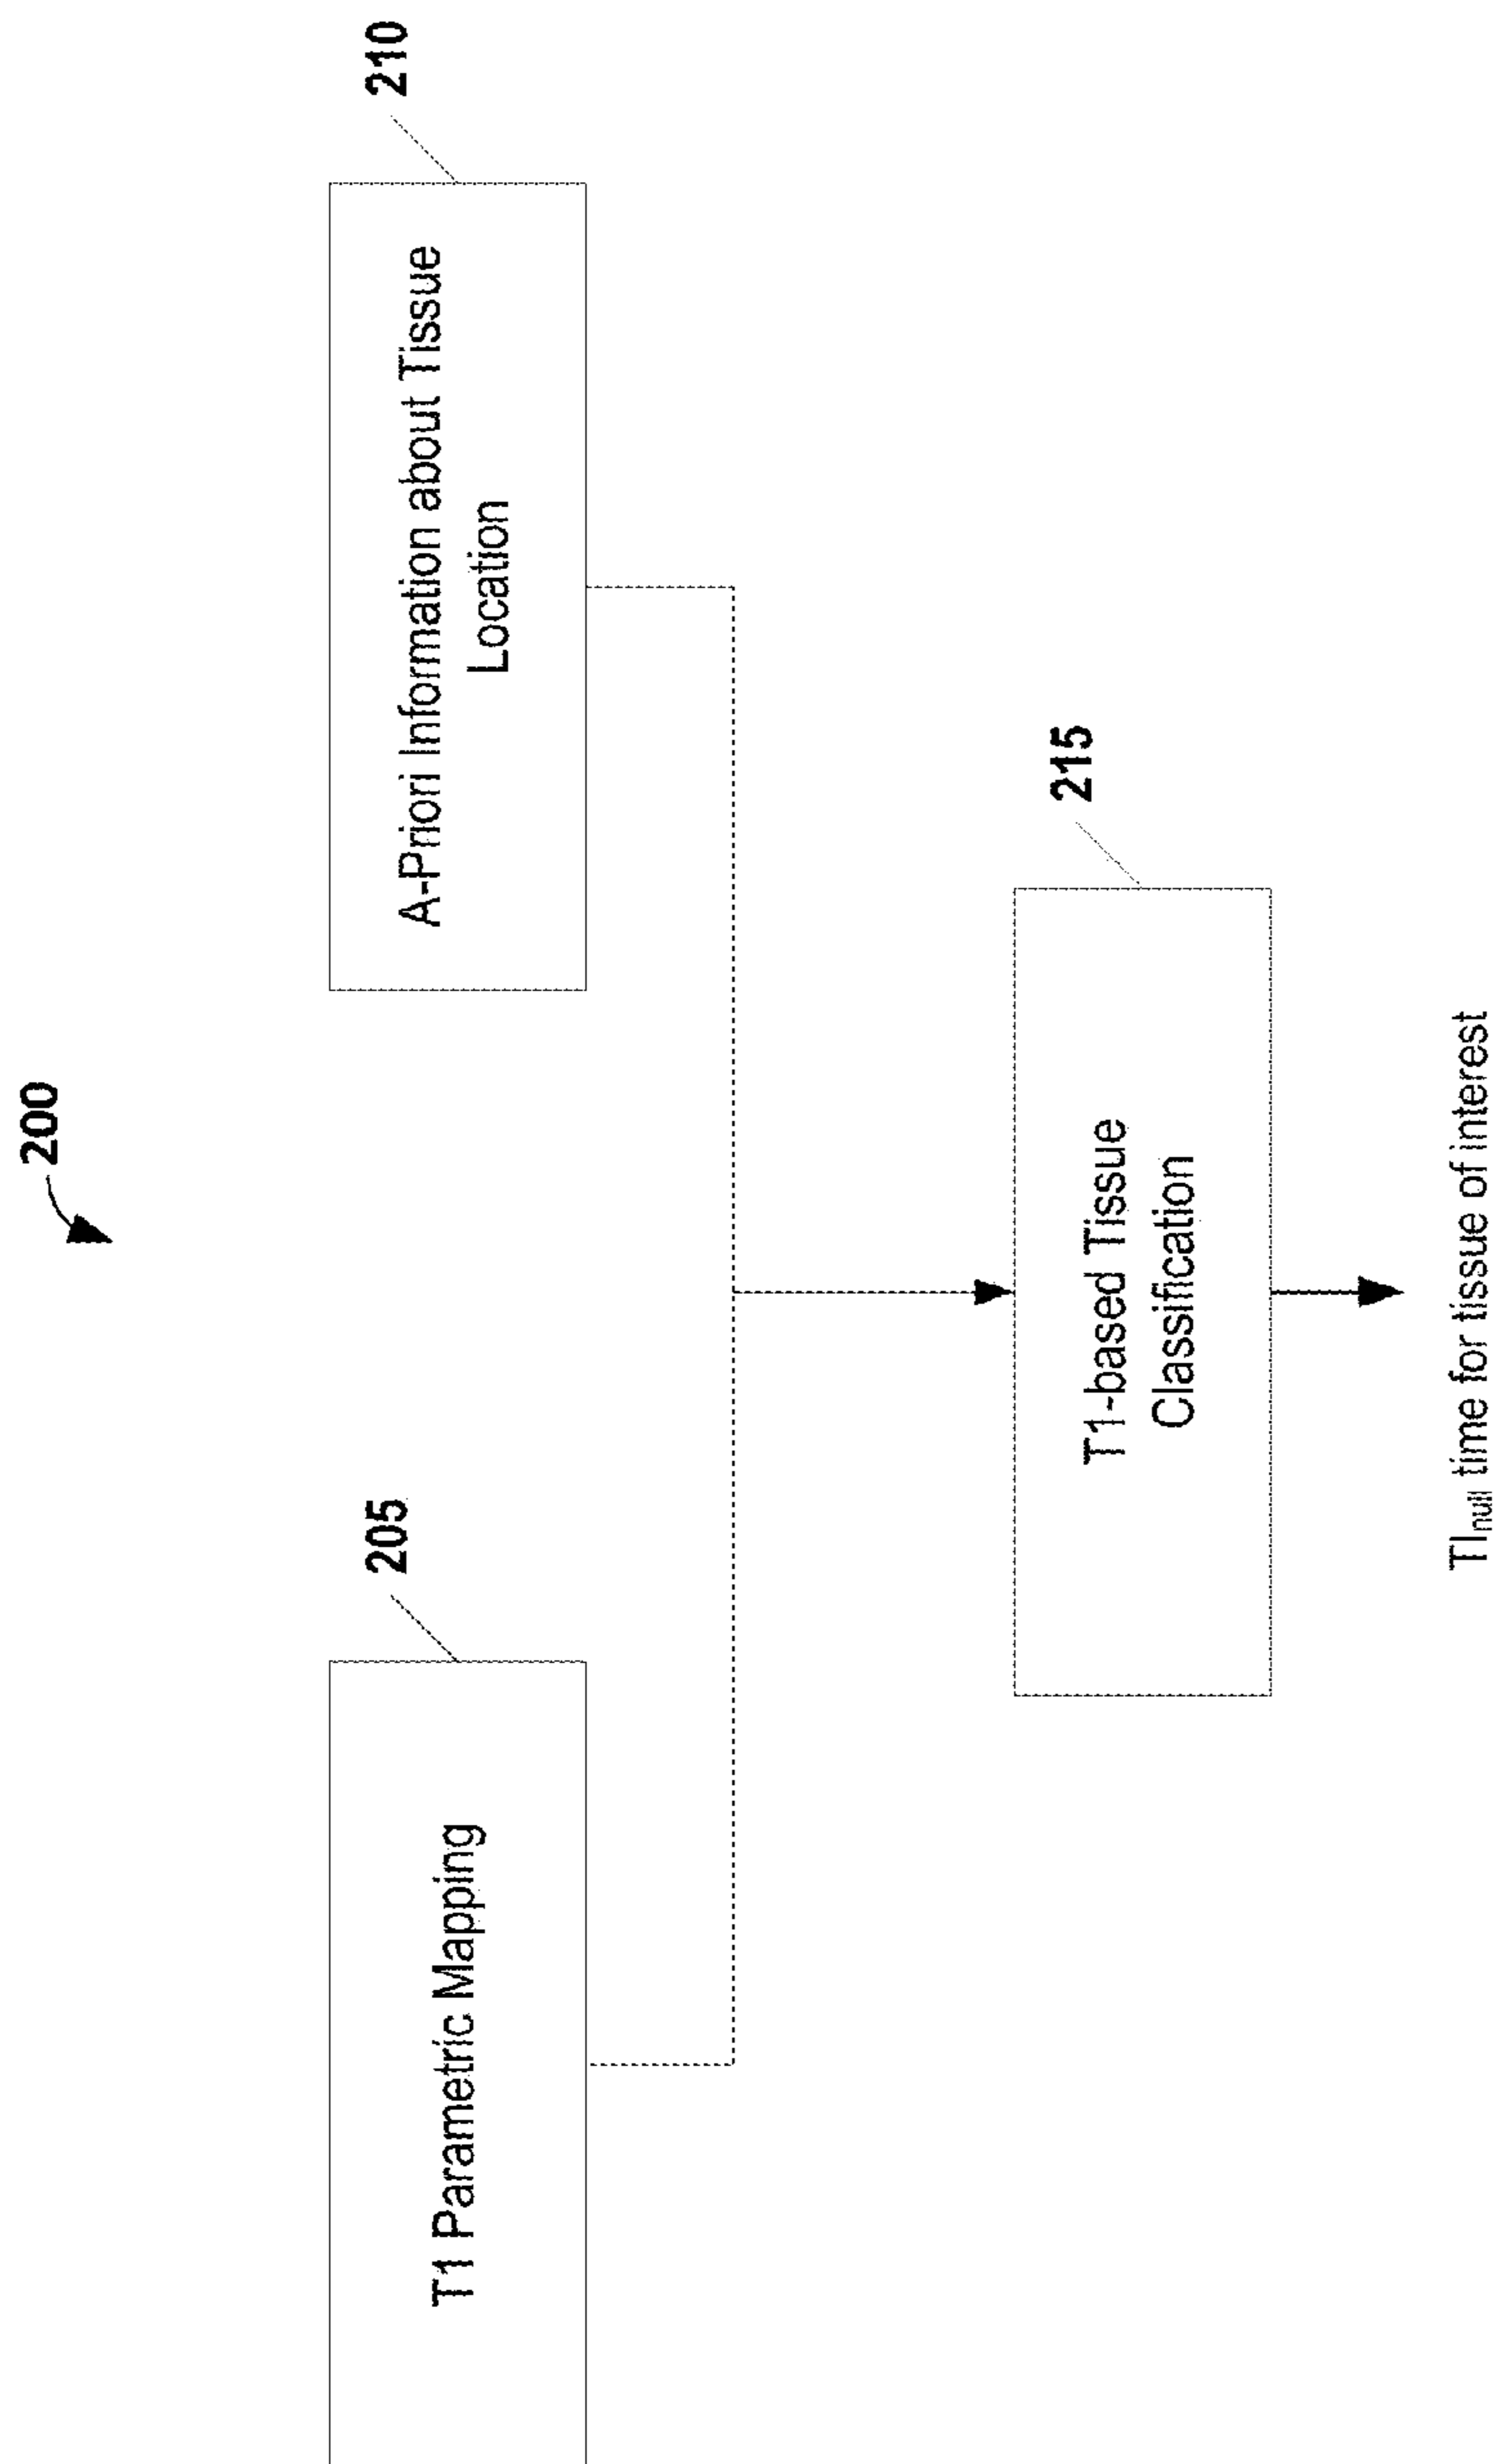 200
205
T1 Parametric Mapping
210
A-Priori Information about Tissue
Location
215
T1-based Tissue
Classification
TInull time for tissue of interest